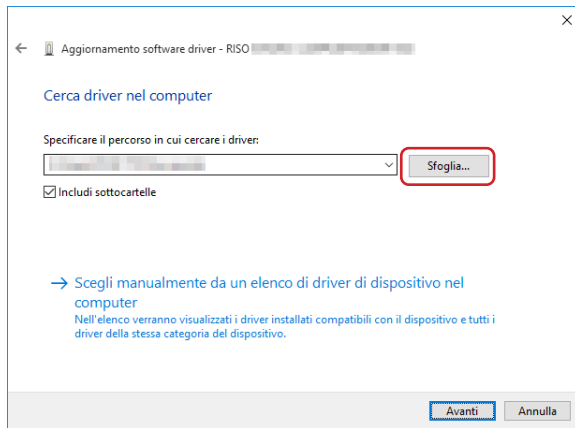 Aggiornamento software driver - RISO
Cerca driver nel computer
Specificare il percorso in cui cercare i driver:
Sfoglia...
Includi sottocartelle
Scegli manualmente da un elenco di driver di dispositivo nel
computer
Nell'elenco verranno visualizzati i driver installati compatibili con il dispositivo e tutti i
driver della stessa categoria del dispositivo.
Avanti Annulla